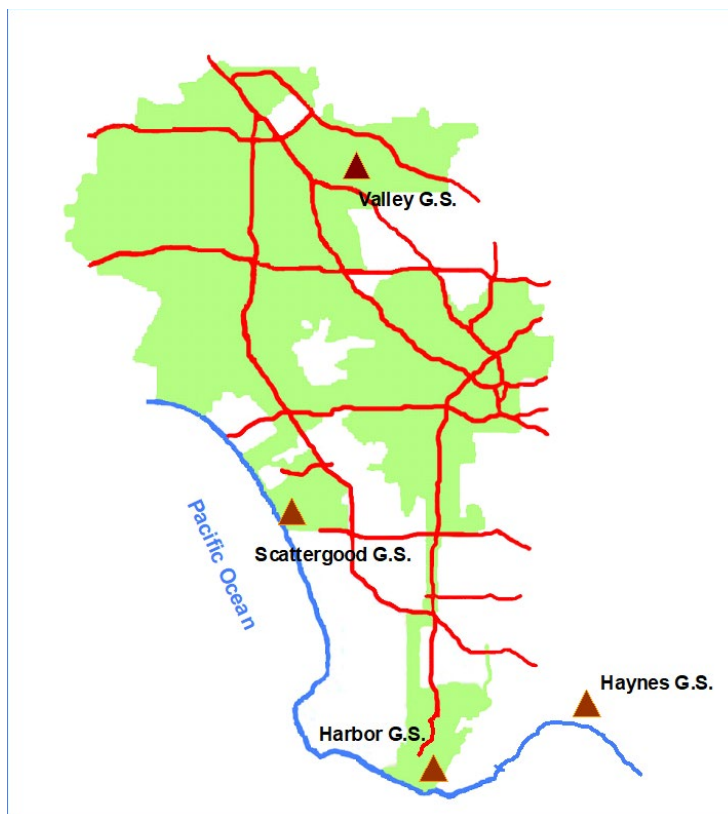 Valley G.S.
Pacific Ocean
Scattergood G.S.
Haynes G.S.
Harbor G.S.